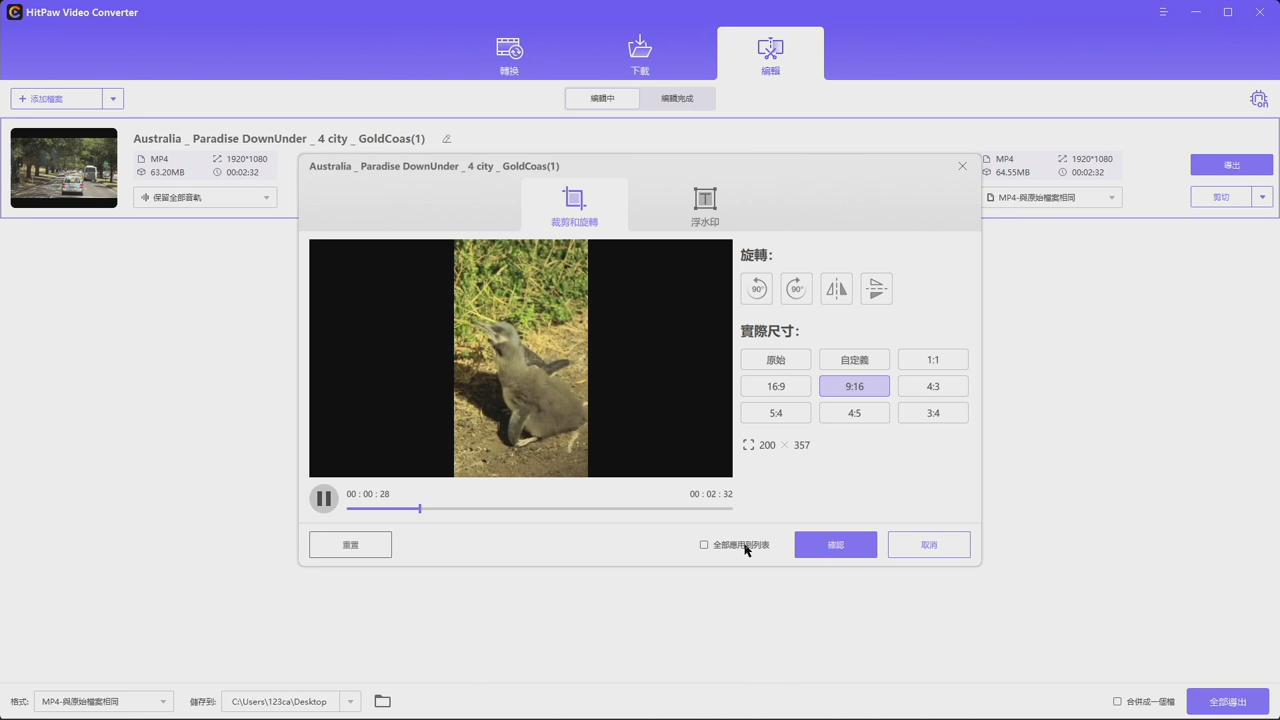 HitPaw Video Converter
轉換
下載
編輯
添加檔案
編輯中
編輯完成
Australia _ Paradise DownUnder _ 4 city _ GoldCoas(1)
MP4
1920*1080
63.20MB
00:02:32
保留全部音軌
MP4
1920*1080
64.55MB
00:02:32
MP4-與原始檔案相同
導出
剪切
Australia _ Paradise DownUnder _ 4 city _ GoldCoas(1)
裁剪和旋轉
浮水印
旋轉:
90°
90°
實際尺寸:
原始
自定義
1:1
16:9
9:16
4:3
5:4
4:5
3:4
200 × 357
00 : 00 : 28
00 : 02 : 32
重置
全部應用到列表
確認
取消
格式:
MP4-與原始檔案相同
儲存到:
C:\Users\123ca\Desktop
合併成一個檔
全部導出